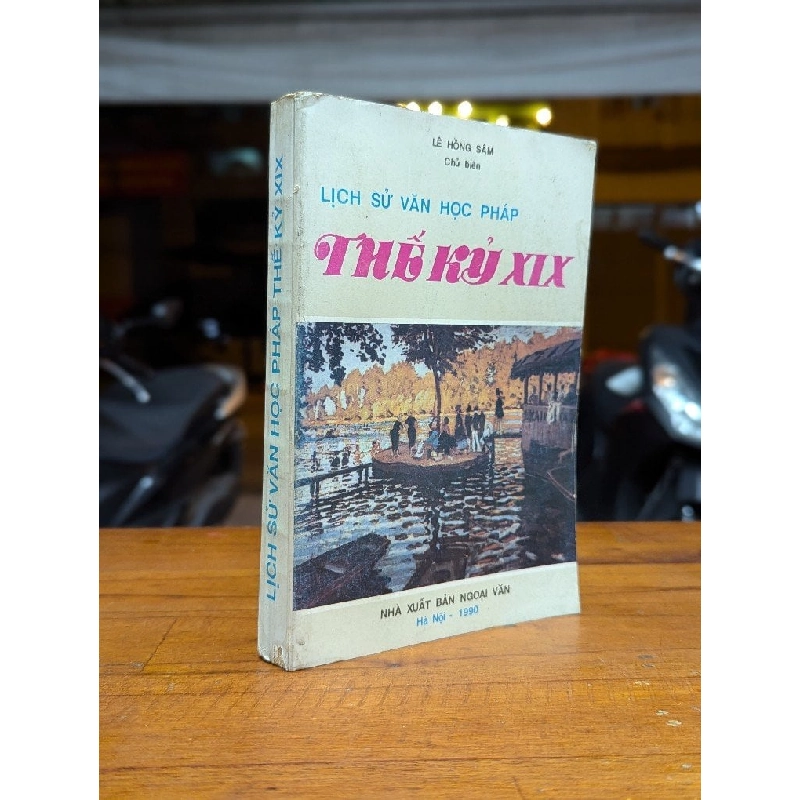 LÊ HỒNG SÂM
Chủ biên
LỊCH SỬ VĂN HỌC PHÁP
THẾ KỶ XIX
NHÀ XUẤT BẢN NGOẠI VĂN
Hà Nội - 1990
LỊCH SỬ VĂN HỌC PHÁP THẾ KỶ XIX